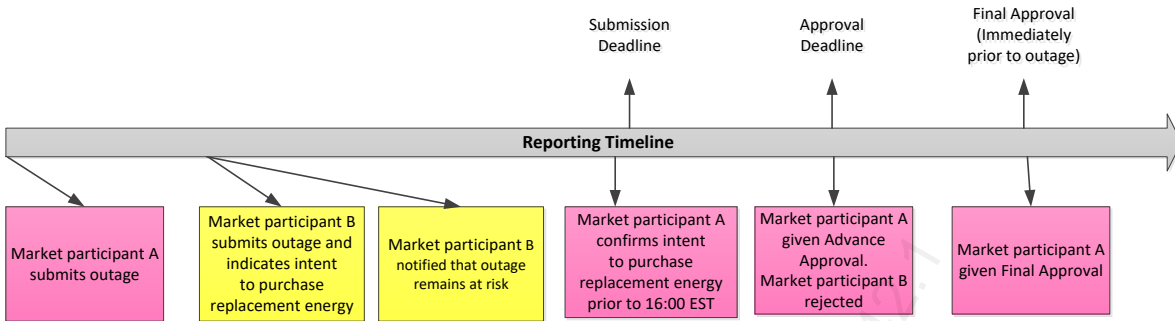 Submission
Deadline
Approval
Deadline
Final Approval
(Immediately
prior to outage)
Reporting Timeline
Market participant A
submits outage
Market participant B
submits outage and
indicates intent
to purchase
replacement energy
Market participant B
notified that outage
remains at risk
Market participant A
confirms intent
to purchase
replacement energy
prior to 16:00 EST
Market participant A
given Advance
Approval.
Market participant B
rejected
Market participant A
given Final Approval